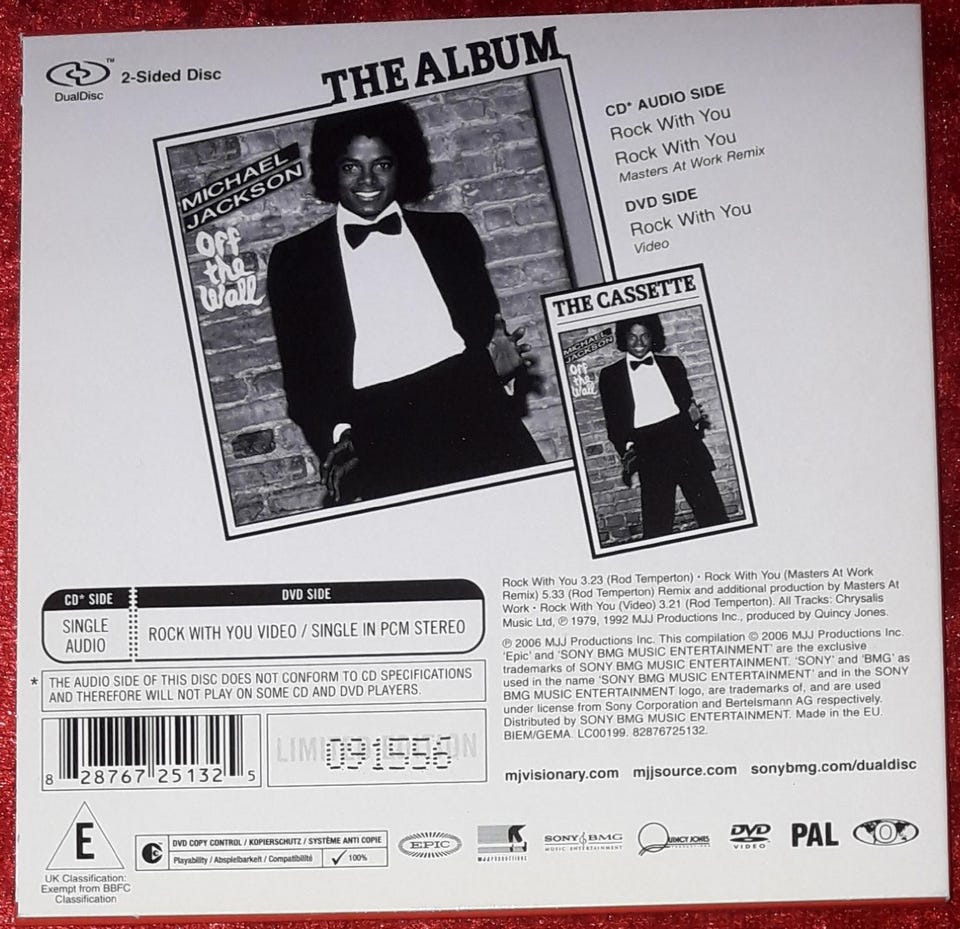 DualDisc
TM
2-Sided Disc
THE ALBUM
MICHAEL
JACKSON
Off
the
Wall
CD* AUDIO SIDE
Rock With You
Rock With You
Masters At Work Remix
DVD SIDE
Rock With You
Video
THE CASSETTE
MICHAEL
JACKSON
Off
the
Wall
Rock With You 3.23 (Rod Temperton) • Rock With You (Masters At Work
Remix) 5.33 (Rod Temperton) Remix and additional production by Masters At
Work • Rock With You (Video) 3.21 (Rod Temperton). All Tracks: Chrysalis
Music Ltd, ℗ 1979, 1992 MJJ Productions Inc., produced by Quincy Jones.
℗ 2006 MJJ Productions Inc. This compilation © 2006 MJJ Productions Inc.
'Epic' and 'SONY BMG MUSIC ENTERTAINMENT' are the exclusive
trademarks of SONY BMG MUSIC ENTERTAINMENT. 'SONY' and 'BMG' as
used in the name 'SONY BMG MUSIC ENTERTAINMENT' and in the SONY
BMG MUSIC ENTERTAINMENT logo, are trademarks of, and are used
under license from Sony Corporation and Bertelsmann AG respectively.
Distributed by SONY BMG MUSIC ENTERTAINMENT. Made in the EU.
BIEM/GEMA. LC00199. 82876725132.
CD* SIDE
DVD SIDE
SINGLE
AUDIO
ROCK WITH YOU VIDEO / SINGLE IN PCM STEREO
* THE AUDIO SIDE OF THIS DISC DOES NOT CONFORM TO CD SPECIFICATIONS
AND THEREFORE WILL NOT PLAY ON SOME CD AND DVD PLAYERS.
8 28767 25132 5
LIMITED EDITION
091556
mjvisionary.com mjjsource.com sonybmg.com/dualdisc
E
UK Classification:
Exempt from BBFC
Classification
DVD COPY CONTROL / KOPIERSCHUTZ / SYSTÈME ANTI COPIE
Playability / Abspielbarkeit / Compatibilité ✓ 100%
EPIC
MJJ PRODUCTIONS
SONY BMG
MUSIC ENTERTAINMENT
QUINCY JONES
PRODUCTIONS
DVD
VIDEO
PAL
0